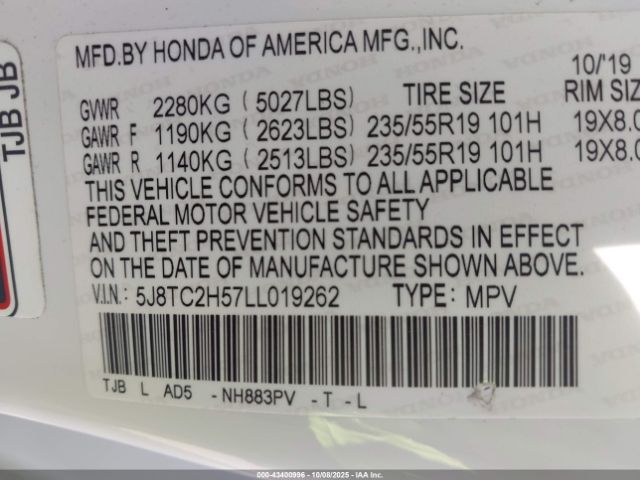 TJB JB
MFD.BY HONDA OF AMERICA MFG.,INC.
10/'19
GVWR 2280KG ( 5027LBS) TIRE SIZE RIM SIZ
GAWR F 1190KG ( 2623LBS) 235/55R19 101H 19X8.0
GAWR R 1140KG ( 2513LBS) 235/55R19 101H 19X8.0
THIS VEHICLE CONFORMS TO ALL APPLICABLE
FEDERAL MOTOR VEHICLE SAFETY
AND THEFT PREVENTION STANDARDS IN EFFECT
ON THE DATE OF MANUFACTURE SHOWN ABOVE.
V.I.N.: 5J8TC2H57LL019262 TYPE: MPV
TJB L AD5 -NH883PV -T -L
000-43400996 * 10/08/2025 * IAAI.COM